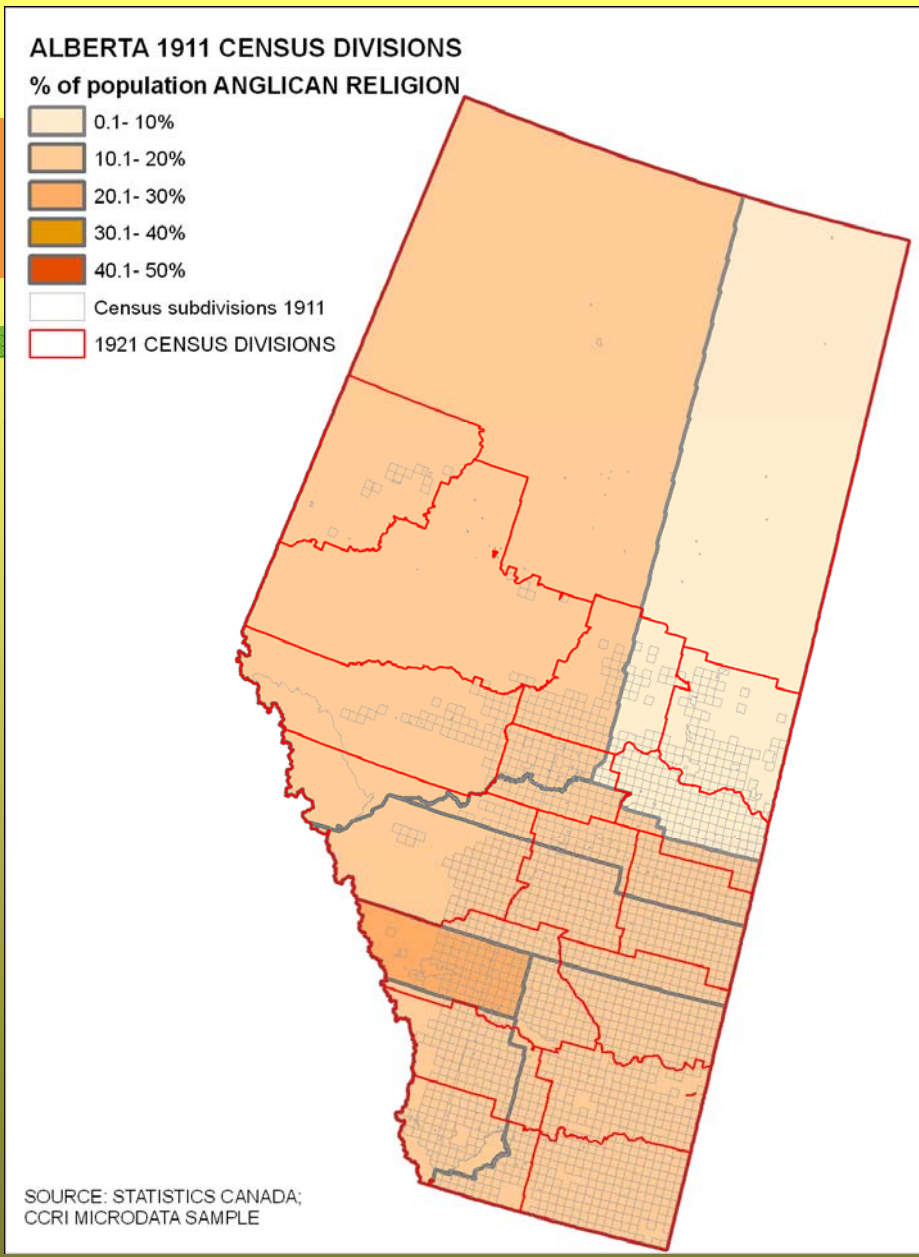 ALBERTA 1911 CENSUS DIVISIONS
% of population ANGLICAN RELIGION
0.1- 10%
10.1- 20%
20.1- 30%
30.1- 40%
40.1- 50%
Census subdivisions 1911
1921 CENSUS DIVISIONS
SOURCE: STATISTICS CANADA;
CCRI MICRODATA SAMPLE